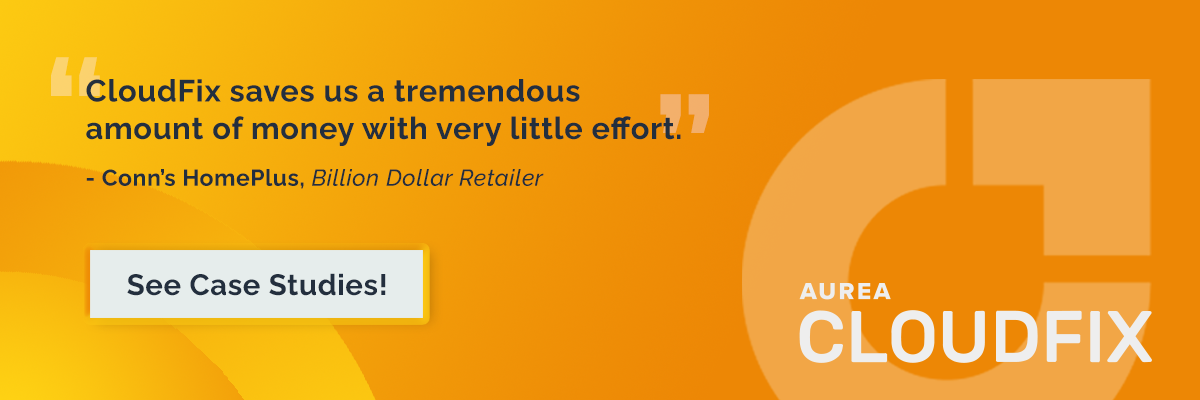 “CloudFix saves us a tremendous
amount of money with very little effort.”
- Conn’s HomePlus, Billion Dollar Retailer
See Case Studies!
AUREA
CLOUDFIX